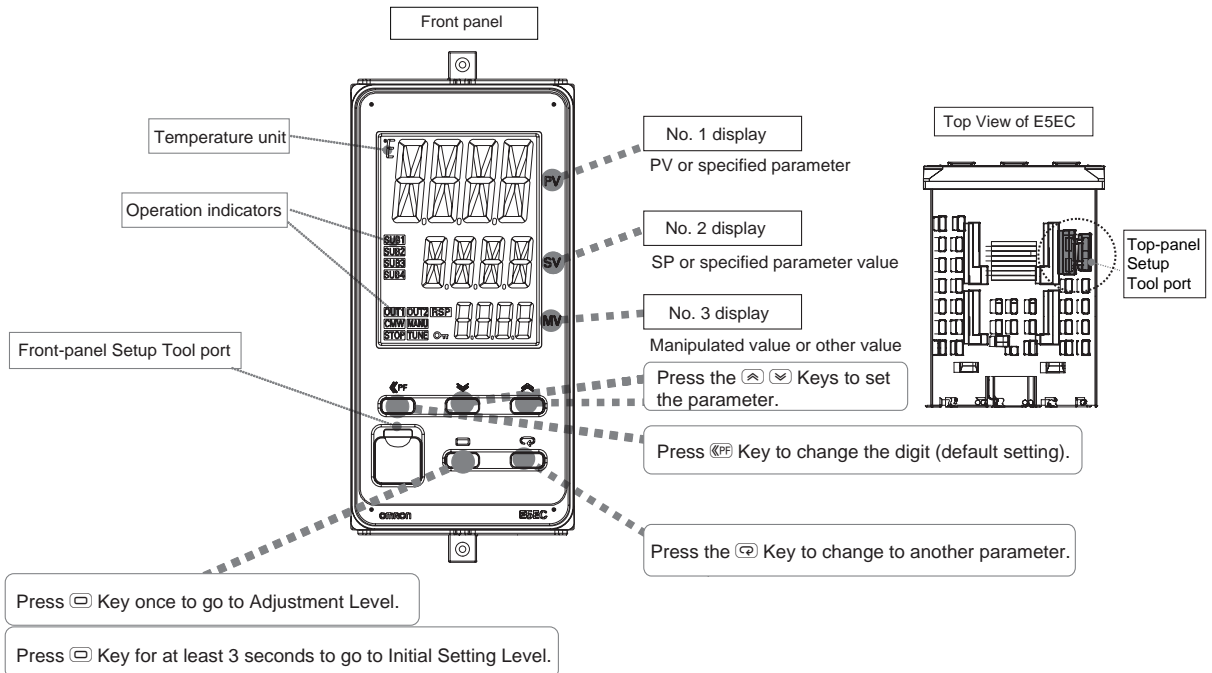 Front panel
Temperature unit
Operation indicators
Front-panel Setup Tool port
PV
SUB1
SUB2
SUB3
SUB4
SV
OUT1 OUT2 RSP
CMW MANU
STOP TUNE
MV
PF
OMRON
E5EC
No. 1 display
PV or specified parameter
No. 2 display
SP or specified parameter value
No. 3 display
Manipulated value or other value
Press the Keys to set
the parameter.
Press PF Key to change the digit (default setting).
Press the Key to change to another parameter.
Press Key once to go to Adjustment Level.
Press Key for at least 3 seconds to go to Initial Setting Level.
Top View of E5EC
Top-panel
Setup
Tool port